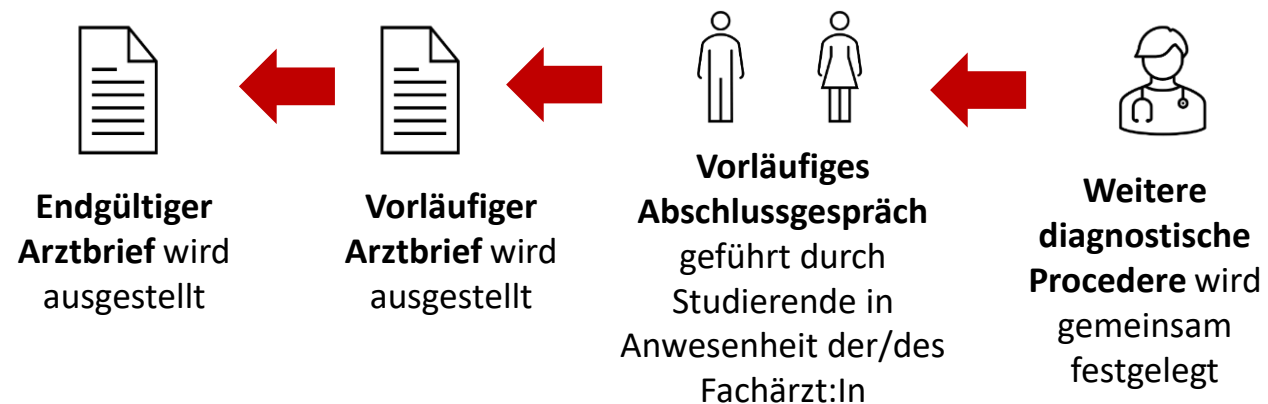 Endgültiger
Arztbrief wird
ausgestellt
Vorläufiger
Arztbrief wird
ausgestellt
Vorläufiges
Abschlussgespräch
geführt durch
Studierende in
Anwesenheit der/des
Fachärzt:In
Weitere
diagnostische
Procedere wird
gemeinsam
festgelegt